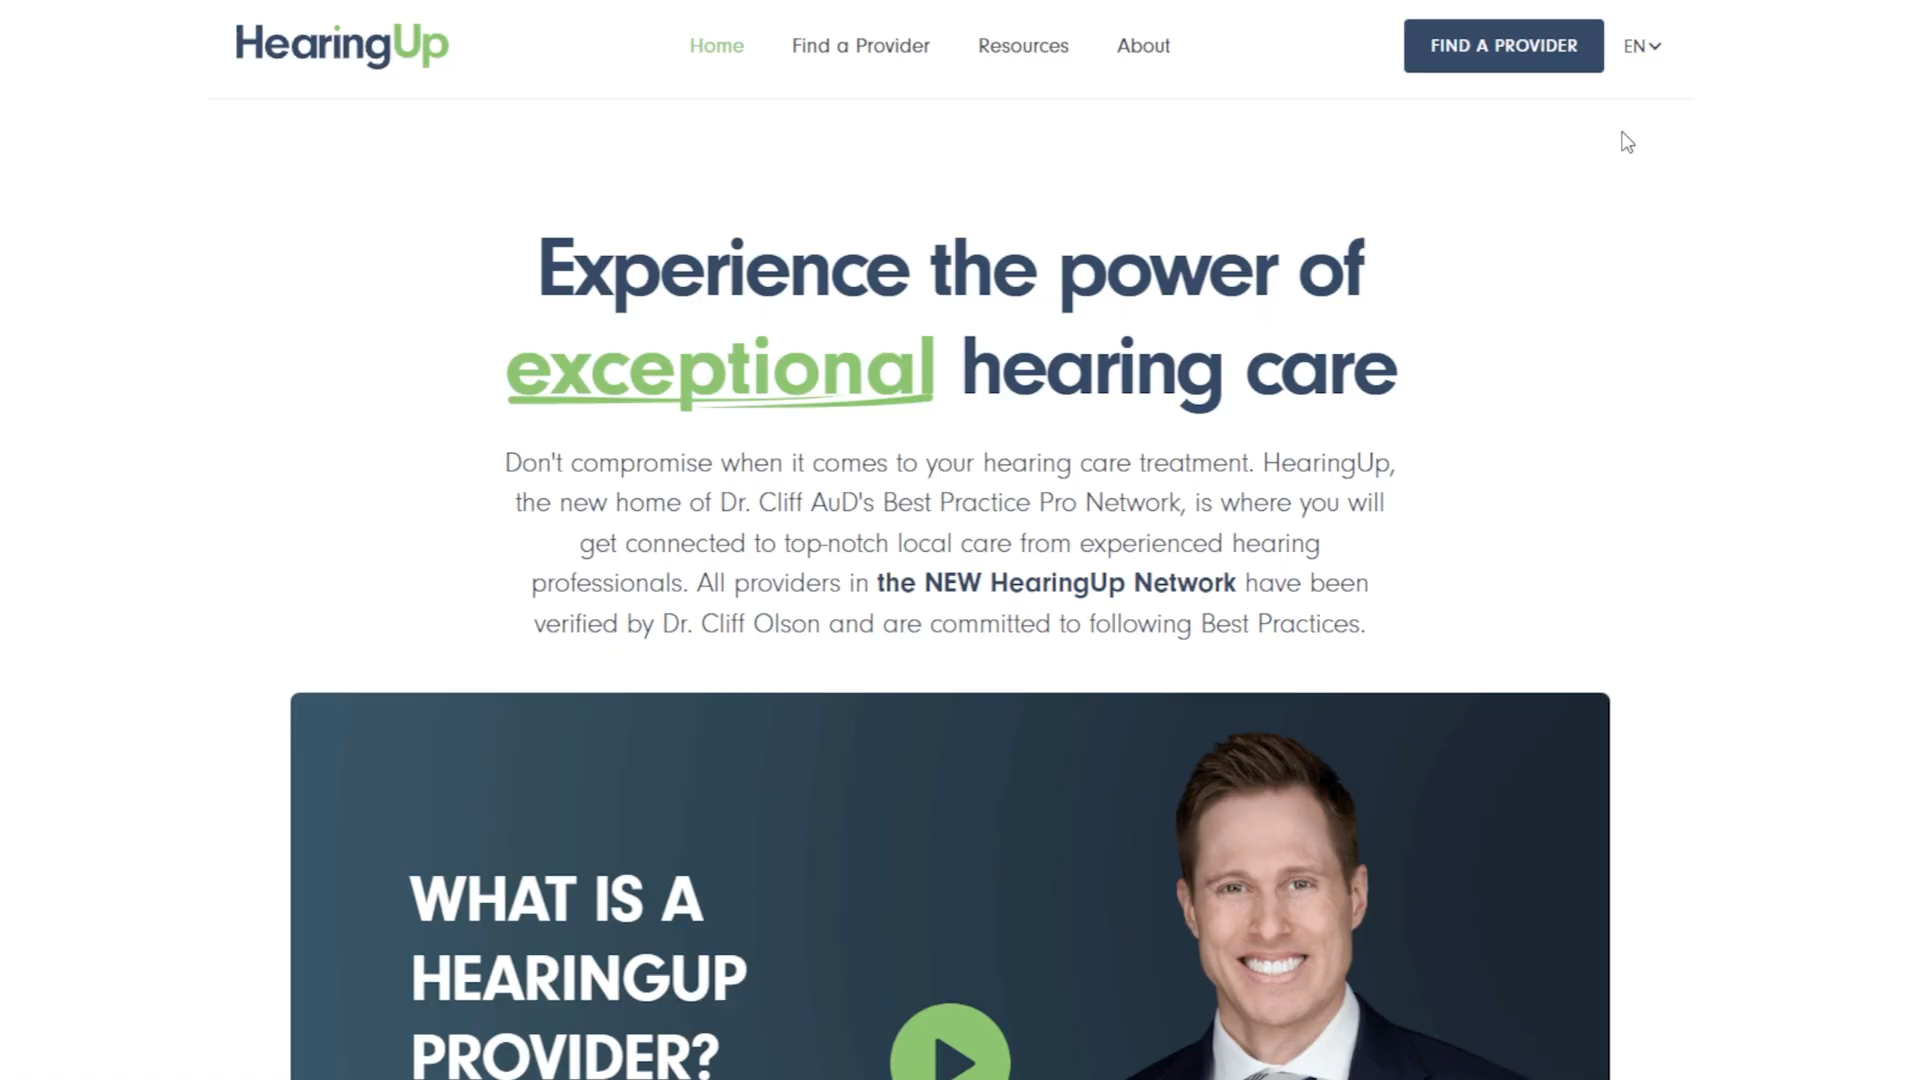 HearingUp
Home
Find a Provider
Resources
About
FIND A PROVIDER
EN
Experience the power of
exceptional hearing care
Don't compromise when it comes to your hearing care treatment. HearingUp,
the new home of Dr. Cliff AuD's Best Practice Pro Network, is where you will
get connected to top-notch local care from experienced hearing
professionals. All providers in the NEW HearingUp Network have been
verified by Dr. Cliff Olson and are committed to following Best Practices.
WHAT IS A
HEARINGUP
PROVIDER?